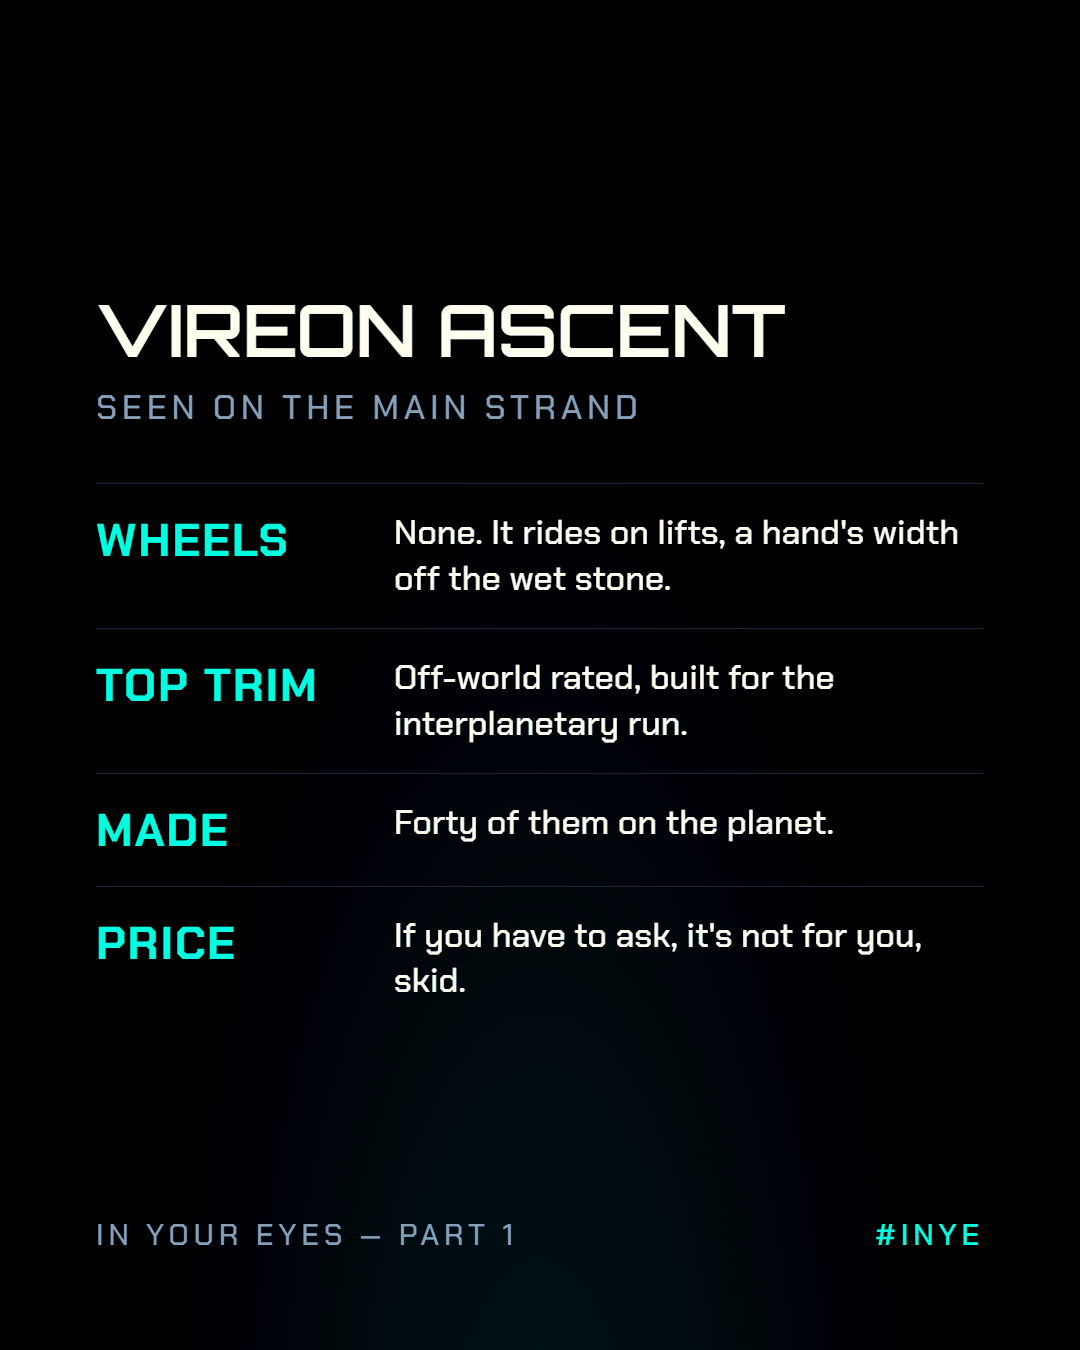 VIREON ASCENT
SEEN ON THE MAIN STRAND
WHEELS
None. It rides on lifts, a hand's width
off the wet stone.
TOP TRIM
Off-world rated, built for the
interplanetary run.
MADE
Forty of them on the planet.
PRICE
If you have to ask, it's not for you,
skid.
IN YOUR EYES — PART 1
#INYE